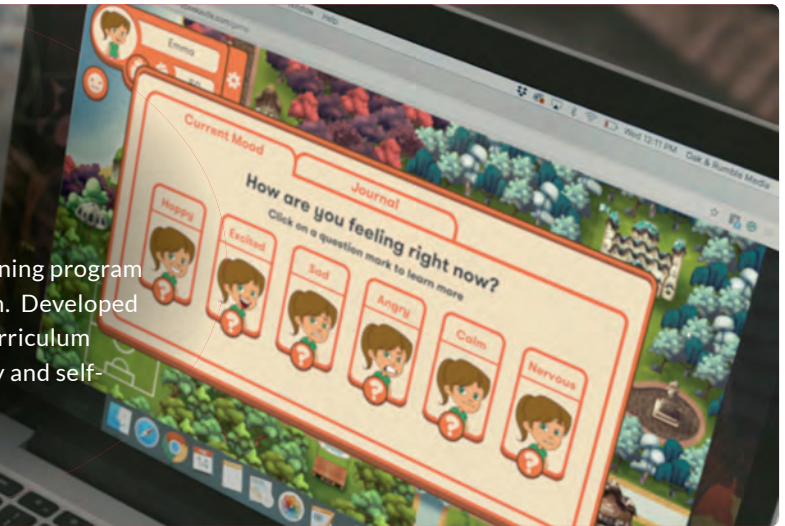 Help
Emma
Wed 12:11 PM Oak & Rumble Media
Current Mood
Journal
How are you feeling right now?
Click on a question mark to learn more
Happy
Excited
Sad
Angry
Calm
Nervous
?
?
?
?
?
?
ning program
Developed
rriculum
y and self-